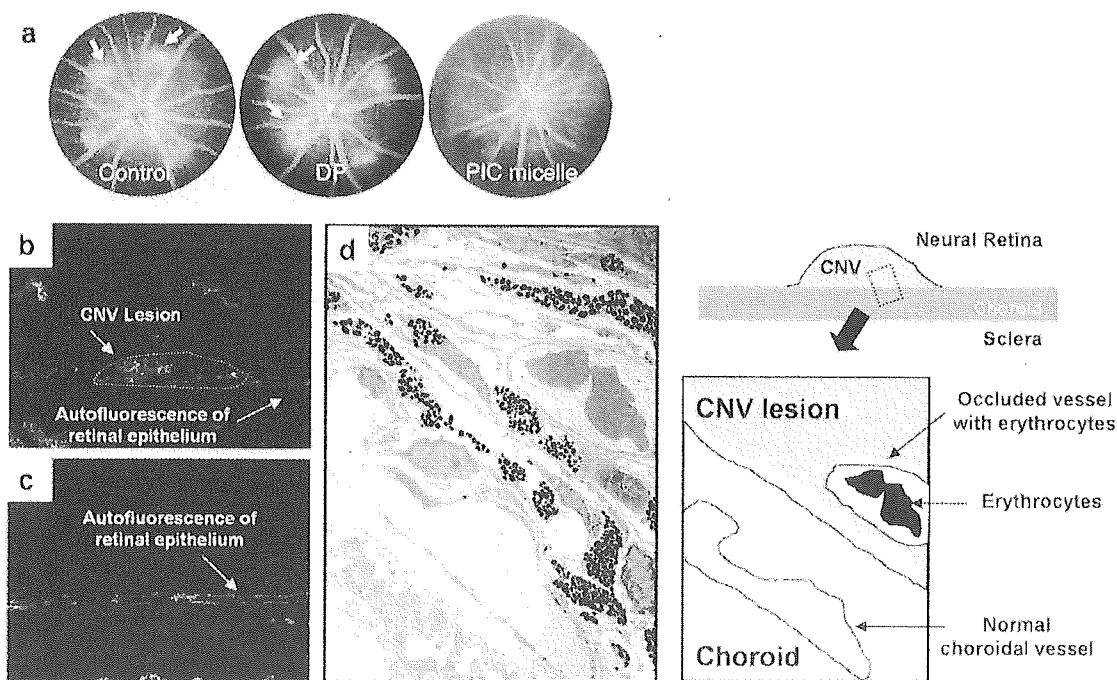 a
Control
DP
PIC micelle
b
CNV Lesion
Autofluorescence of
retinal epithelium
c
Autofluorescence of
retinal epithelium
d
Neural Retina
CNV
Choroid
Sclera
CNV lesion
Occluded vessel
with erythrocytes
Erythrocytes
Normal
choroidal vessel
Choroid